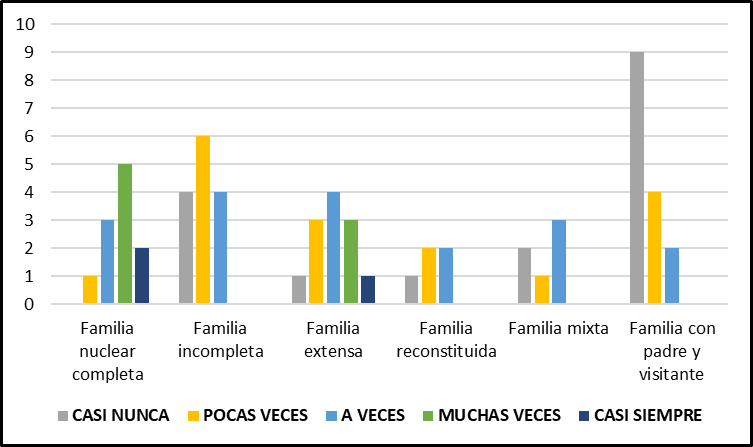 10
9
8
7
6
5
4
3
2
1
0
Familia nuclear completa
Familia incompleta
Familia extensa
Familia reconstituida
Familia mixta
Familia con padre y visitante
CASI NUNCA POCAS VECES A VECES MUCHAS VECES CASI SIEMPRE